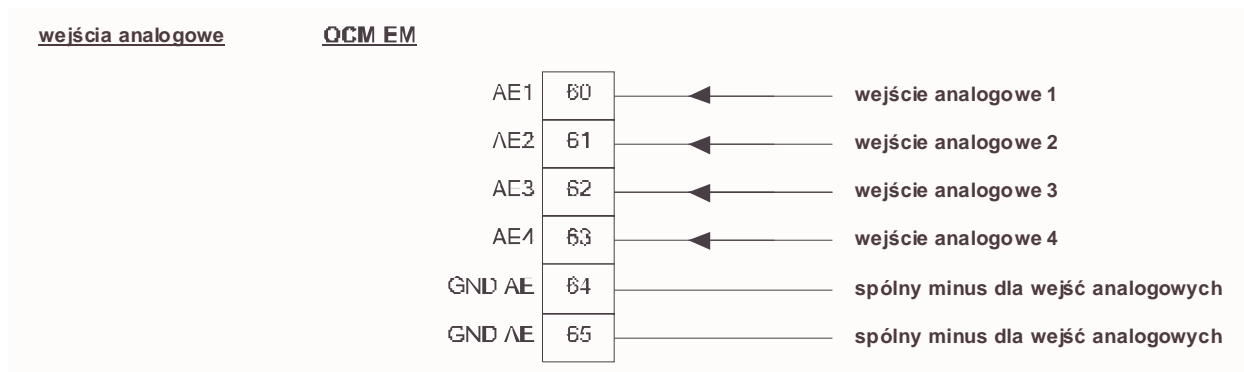 wejścia analogowe OCM EM
AE1 60 wejście analogowe 1
AE2 61 wejście analogowe 2
AE3 62 wejście analogowe 3
AE4 63 wejście analogowe 4
GND AE 64 spólny minus dla wejść analogowych
GND AE 65 spólny minus dla wejść analogowych